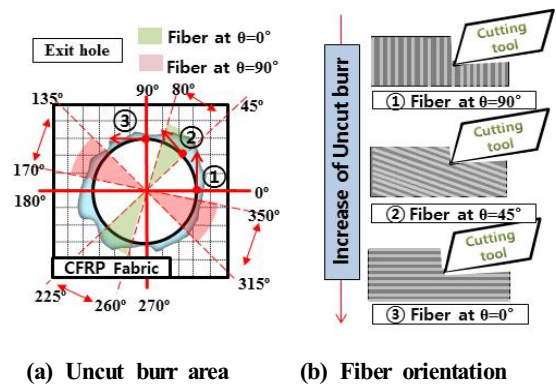 (a)
Exit hole
Fiber at θ=0°
Fiber at θ=90°
135°
90°
80°
45°
③
②
①
170°
180°
0°
350°
315°
CFRP Fabric
225°
260°
270°
(a) Uncut burr area
(b)
Increase of Uncut burr
Cutting
tool
① Fiber at θ=90°
Cutting
tool
② Fiber at θ=45°
Cutting
tool
③ Fiber at θ=0°
(b) Fiber orientation